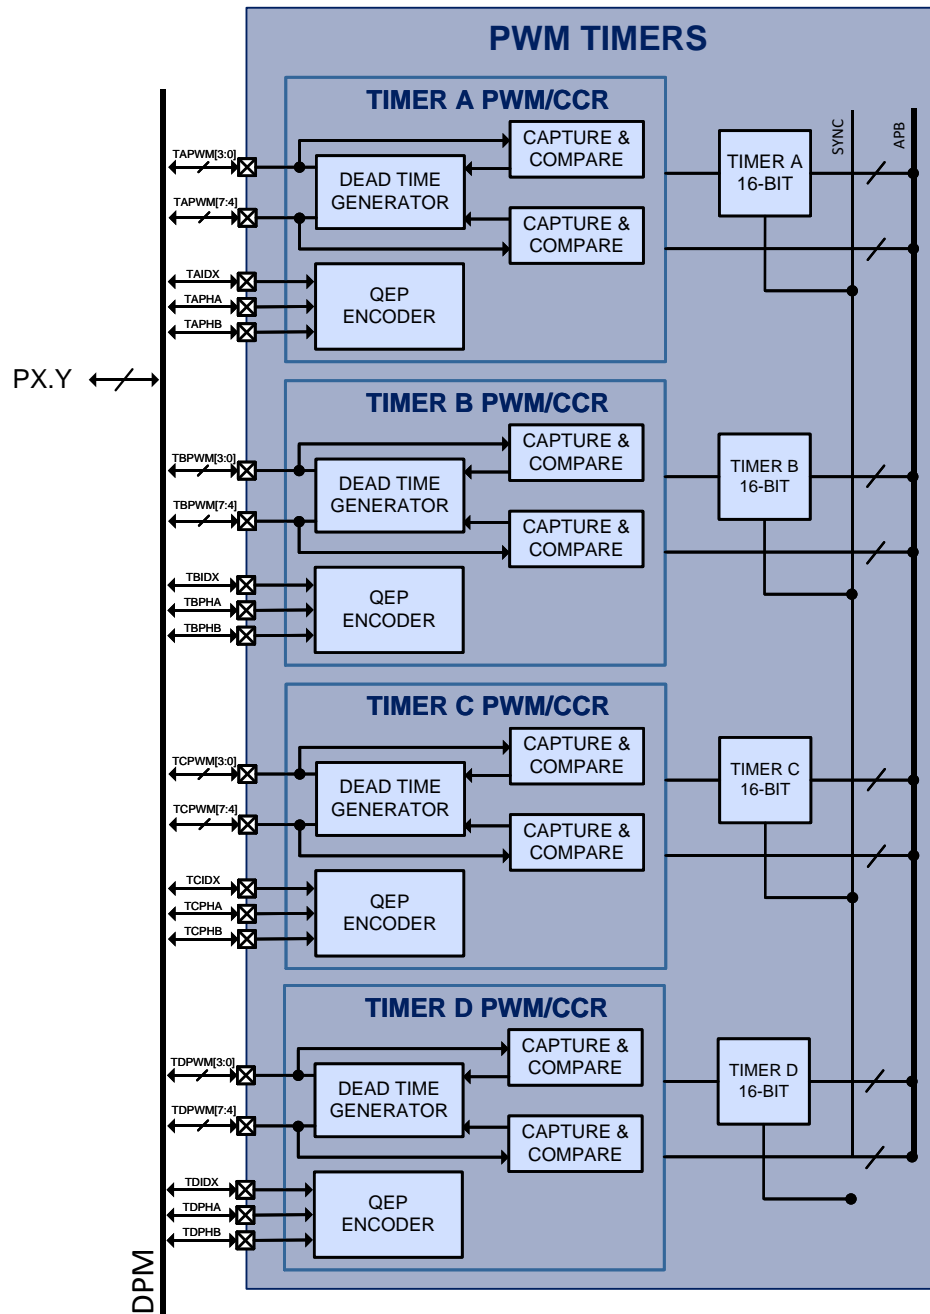 PWM TIMERS
TIMER A PWM/CCR
CAPTURE &
COMPARE
SYNC
APB
TAPWM[3:0]
DEAD TIME
GENERATOR
TIMER A
16-BIT
TAPWM[7:4]
CAPTURE &
COMPARE
TAIDX
TAPHA
TAPHB
QEP
ENCODER
PX.Y
TIMER B PWM/CCR
CAPTURE &
COMPARE
TBPWM[3:0]
DEAD TIME
GENERATOR
TIMER B
16-BIT
TBPWM[7:4]
CAPTURE &
COMPARE
TBIDX
TBPHA
TBPHB
QEP
ENCODER
TIMER C PWM/CCR
CAPTURE &
COMPARE
TCPWM[3:0]
DEAD TIME
GENERATOR
TIMER C
16-BIT
TCPWM[7:4]
CAPTURE &
COMPARE
TCIDX
TCPHA
TCPHB
QEP
ENCODER
TIMER D PWM/CCR
CAPTURE &
COMPARE
TDPWM[3:0]
DEAD TIME
GENERATOR
TIMER D
16-BIT
TDPWM[7:4]
CAPTURE &
COMPARE
TDIDX
TDPHA
TDPHB
QEP
ENCODER
DPM